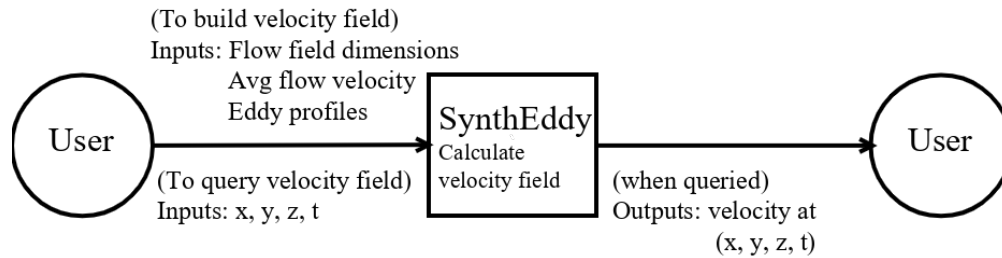 (To build velocity field)
Inputs: Flow field dimensions
Avg flow velocity
Eddy profiles
User
SynthEddy
Calculate
velocity field
User
(To query velocity field)
Inputs: x, y, z, t
(when queried)
Outputs: velocity at
(x, y, z, t)